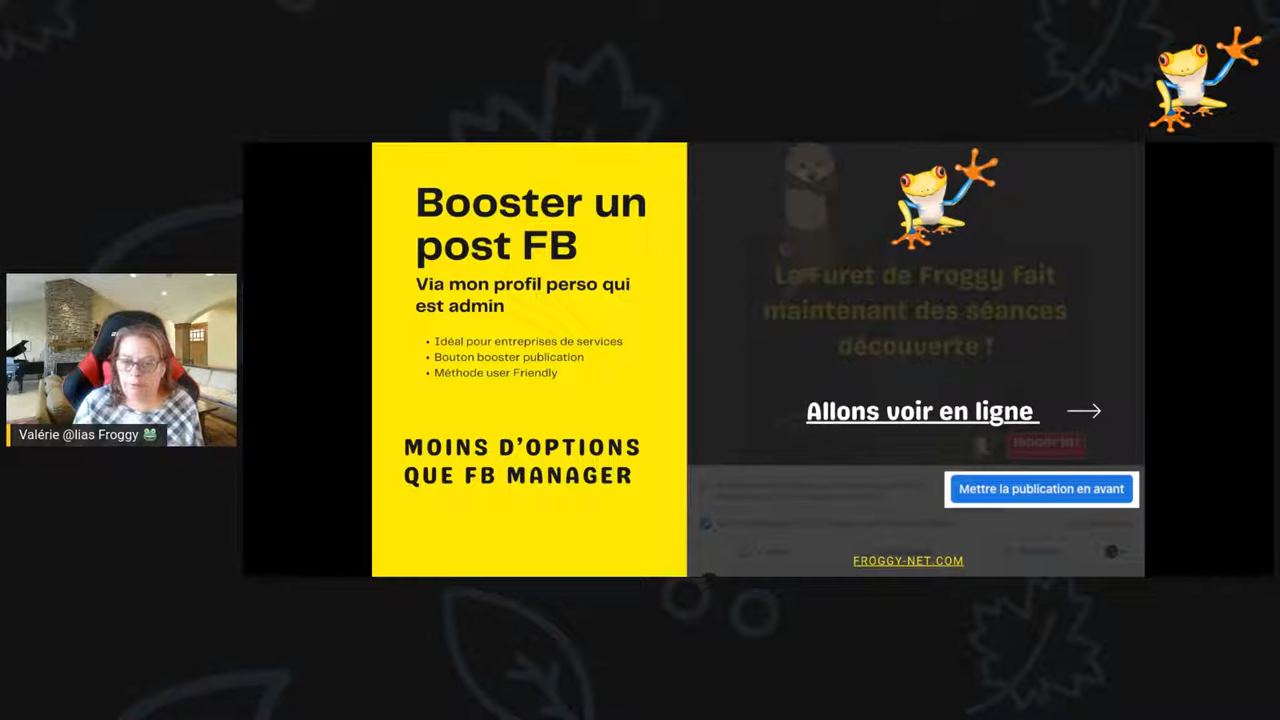 Booster un
post FB
Via mon profil perso qui
est admin
• Idéal pour entreprises de services
• Bouton booster publication
• Méthode user Friendly
MOINS D'OPTIONS
QUE FB MANAGER
Le Furet de Froggy fait
maintenant des séances
découverte !
Allons voir en ligne
FROGGY NET
Mettre la publication en avant
FROGGY-NET.COM
Valérie @lias Froggy 🐸